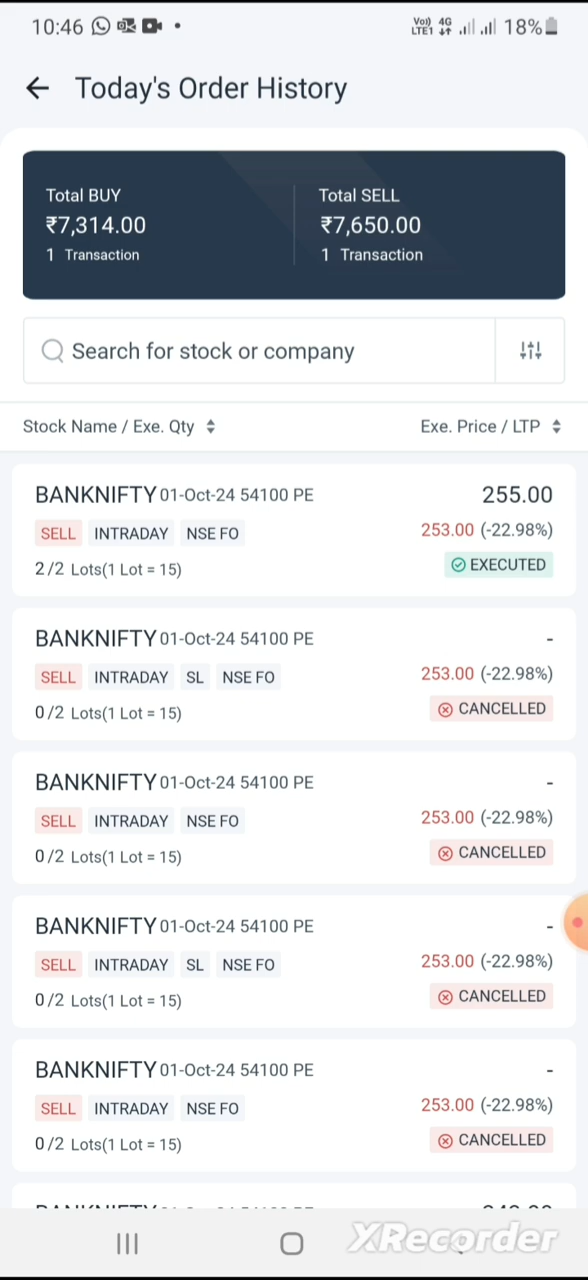 10:46 Vo)) LTE1 4G 18%
Today's Order History
Total BUY Total SELL
₹7,314.00 ₹7,650.00
1 Transaction 1 Transaction
Search for stock or company
Stock Name / Exe. Qty Exe. Price / LTP
BANKNIFTY 01-Oct-24 54100 PE 255.00
SELL INTRADAY NSE FO 253.00 (-22.98%)
2/2 Lots(1 Lot = 15) EXECUTED
BANKNIFTY 01-Oct-24 54100 PE -
SELL INTRADAY SL NSE FO 253.00 (-22.98%)
0/2 Lots(1 Lot = 15) CANCELLED
BANKNIFTY 01-Oct-24 54100 PE -
SELL INTRADAY NSE FO 253.00 (-22.98%)
0/2 Lots(1 Lot = 15) CANCELLED
BANKNIFTY 01-Oct-24 54100 PE -
SELL INTRADAY SL NSE FO 253.00 (-22.98%)
0/2 Lots(1 Lot = 15) CANCELLED
BANKNIFTY 01-Oct-24 54100 PE -
SELL INTRADAY NSE FO 253.00 (-22.98%)
0/2 Lots(1 Lot = 15) CANCELLED
XRecorder